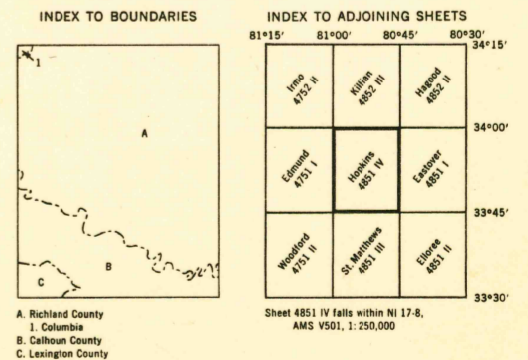 INDEX TO BOUNDARIES
1
A
B
C
A. Richland County
1. Columbia
B. Calhoun County
C. Lexington County
INDEX TO ADJOINING SHEETS
81°15′ 81°00′ 80°45′ 80°30′
34°15′
Irmo
4752 II
Killian
4852 III
Hagood
4852 II
34°00′
Edmund
4751 I
Hopkins
4851 IV
Eastover
4851 I
33°45′
Woodford
4751 II
St. Matthews
4851 III
Elloree
4851 II
33°30′
Sheet 4851 IV falls within NI 17-8,
AMS V501, 1:250,000